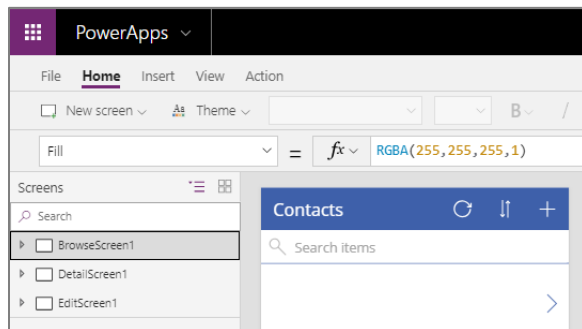 PowerApps
File Home Insert View Action
New screen Theme B /
Fill = fx RGBA(255,255,255,1)
Screens
Search
BrowseScreen1
DetailScreen1
EditScreen1
Contacts
Search items